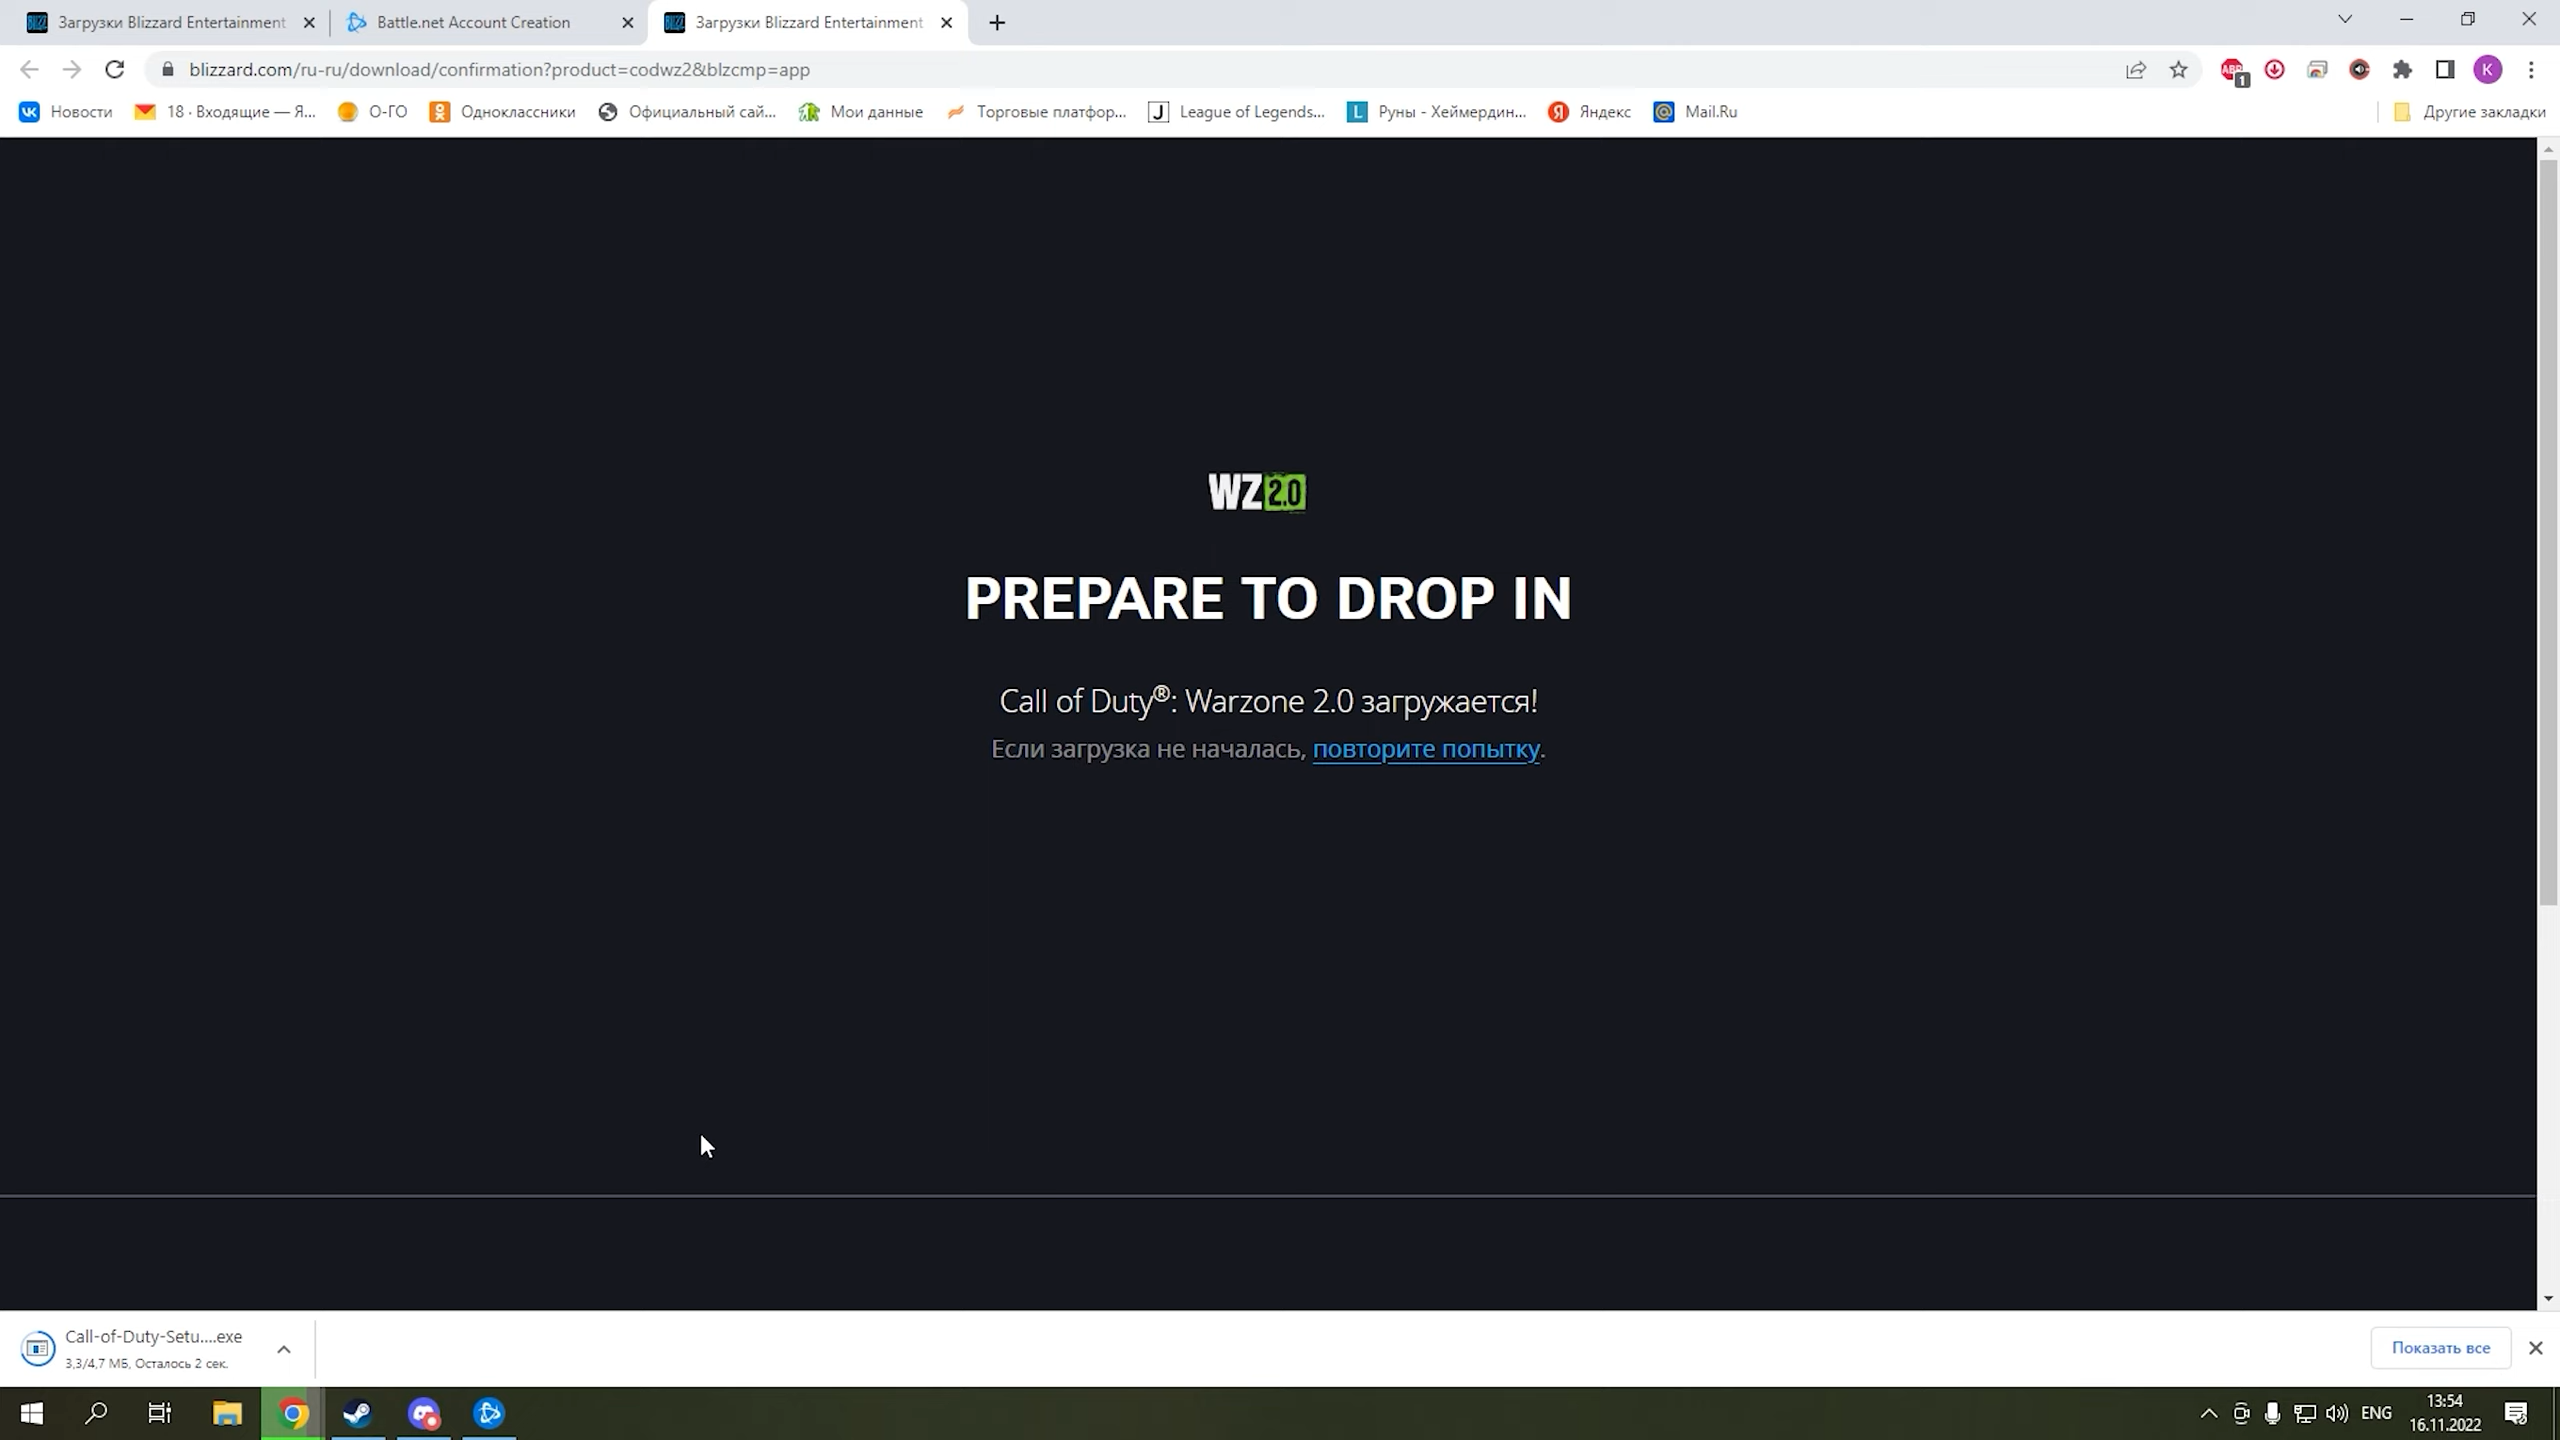 Загрузки Blizzard Entertainment
Battle.net Account Creation
Загрузки Blizzard Entertainment
blizzard.com/ru-ru/download/confirmation?product=codwz2&blzcmp=app
ABP
1
K
Новости
18 · Входящие — Я...
О-ГО
Одноклассники
Официальный сай...
Мои данные
Торговые платфор...
League of Legends...
Руны - Хеймердин...
Яндекс
Mail.Ru
Другие закладки
WZ 2.0
PREPARE TO DROP IN
Call of Duty®: Warzone 2.0 загружается!
Если загрузка не началась, повторите попытку.
Call-of-Duty-Setu....exe
3,3/4,7 МБ, Осталось 2 сек.
Показать все
ENG
13:54
16.11.2022